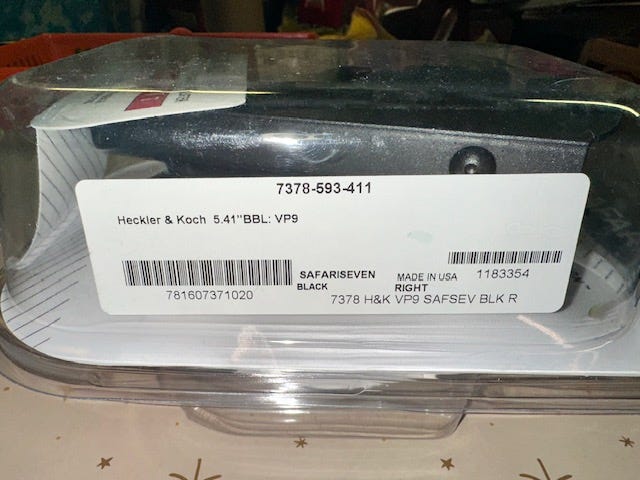 7378-593-411
Heckler & Koch 5.41"BBL: VP9
781607371020
SAFARISEVEN
BLACK
MADE IN USA
RIGHT
1183354
7378 H&K VP9 SAFSEV BLK R